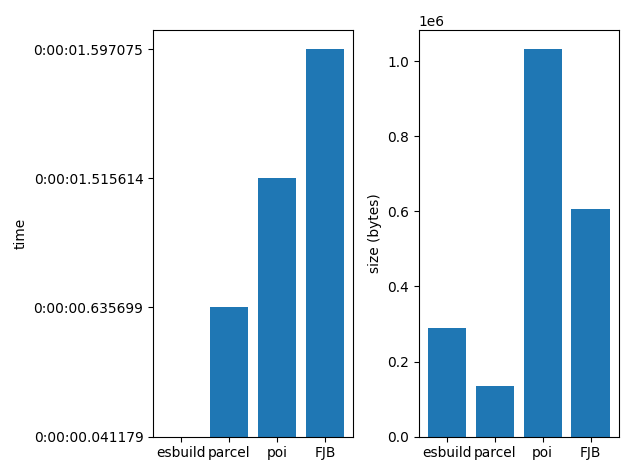 time
0:00:01.597075
0:00:01.515614
0:00:00.635699
0:00:00.041179
esbuild parcel poi FJB
1e6
size (bytes)
1.0
0.8
0.6
0.4
0.2
0.0
esbuild parcel poi FJB